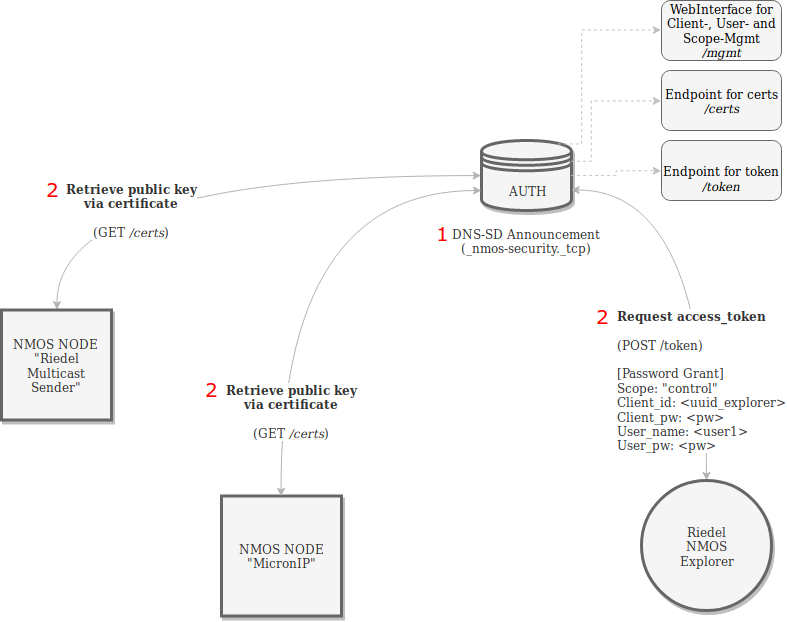 WebInterface for
Client-, User- and
Scope-Mgmt
/mgmt
Endpoint for certs
/certs
Endpoint for token
/token
AUTH
1 DNS-SD Announcement
(_nmos-security._tcp)
2 Retrieve public key
via certificate
(GET /certs)
NMOS NODE
"Riedel
Multicast
Sender"
2 Retrieve public key
via certificate
(GET /certs)
NMOS NODE
"MicronIP"
2 Request access_token
(POST /token)
[Password Grant]
Scope: "control"
Client_id: <uuid_explorer>
Client_pw: <pw>
User_name: <user1>
User_pw: <pw>
Riedel
NMOS
Explorer